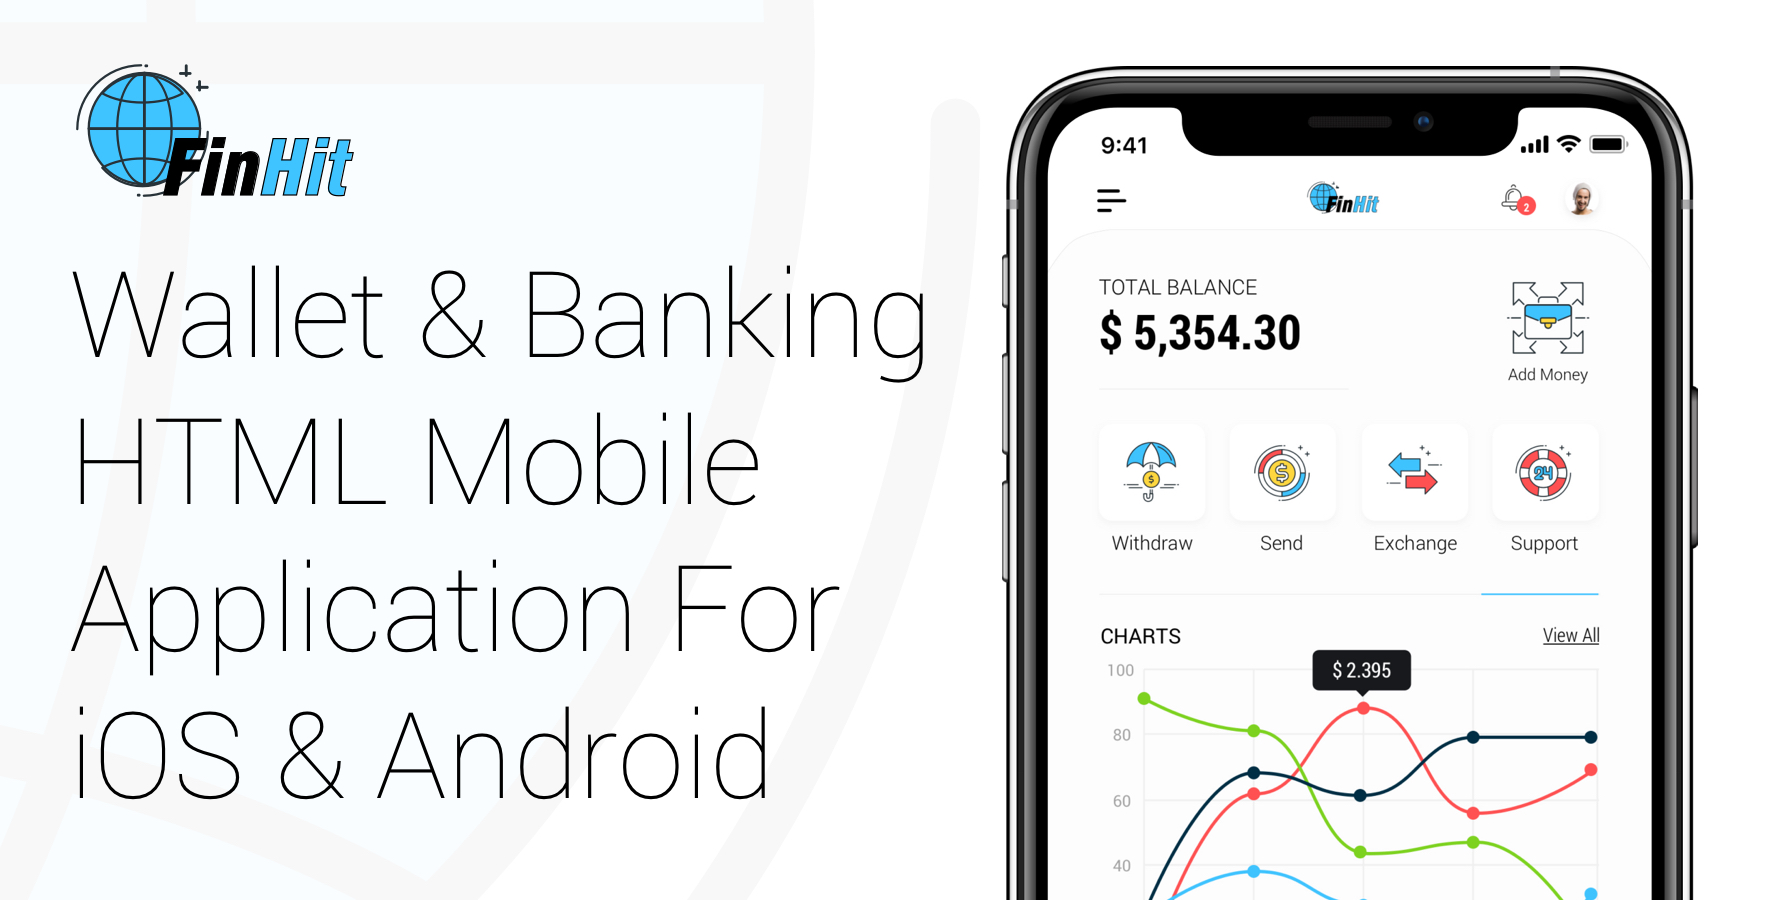 FinHit
Wallet & Banking
HTML Mobile
Application For
iOS & Android
9:41
FinHit
2
TOTAL BALANCE
$ 5,354.30
Add Money
$
$
24
Withdraw
Send
Exchange
Support
CHARTS
View All
$ 2.395
100
80
60
40